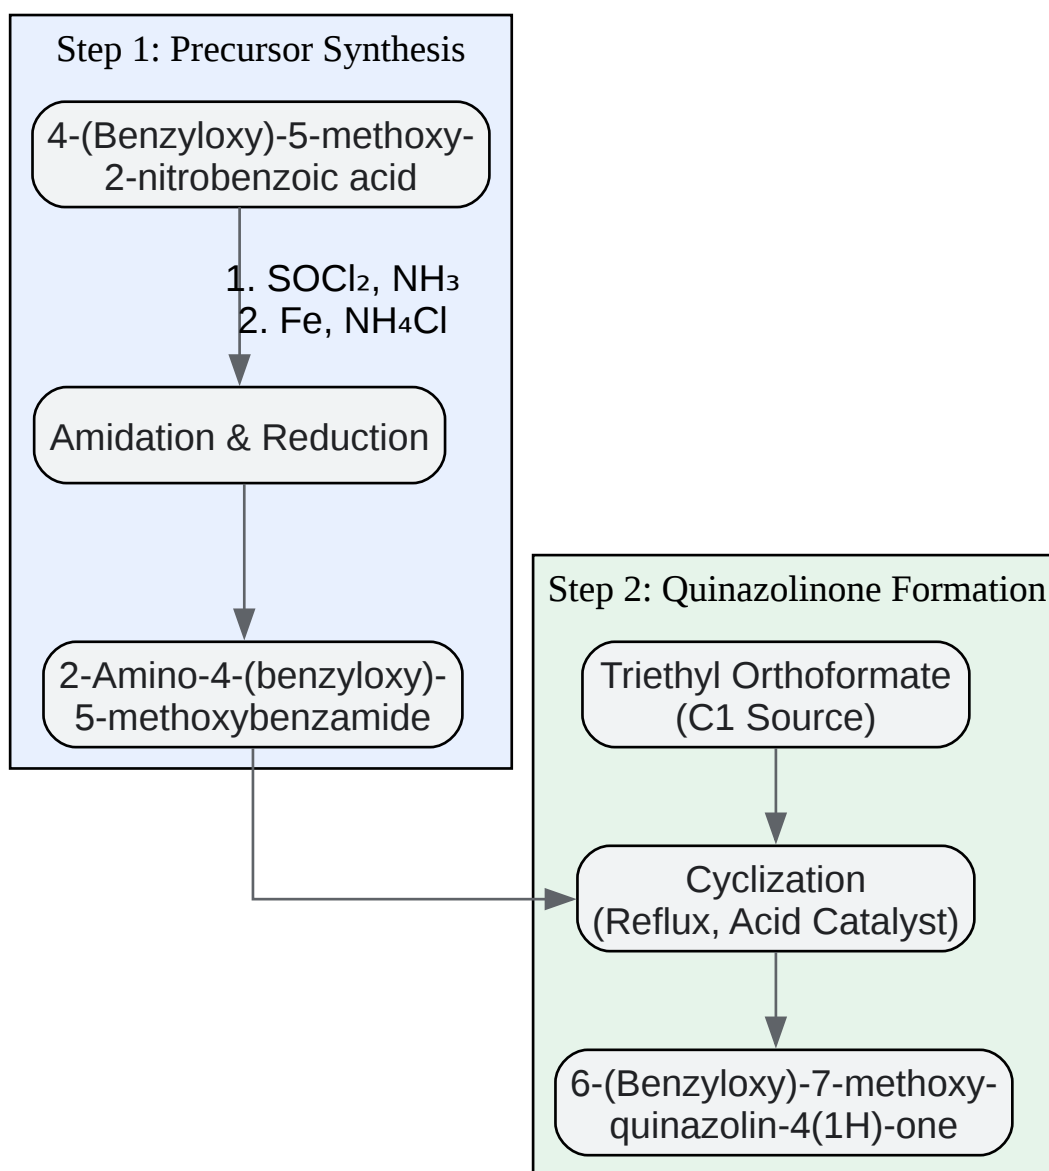 Step 1: Precursor Synthesis
4-(Benzyloxy)-5-methoxy-
2-nitrobenzoic acid
1. SOCl₂, NH₃
2. Fe, NH₄Cl
Amidation & Reduction
2-Amino-4-(benzyloxy)-
5-methoxybenzamide
Step 2: Quinazolinone Formation
Triethyl Orthoformate
(C1 Source)
Cyclization
(Reflux, Acid Catalyst)
6-(Benzyloxy)-7-methoxy-
quinazolin-4(1H)-one